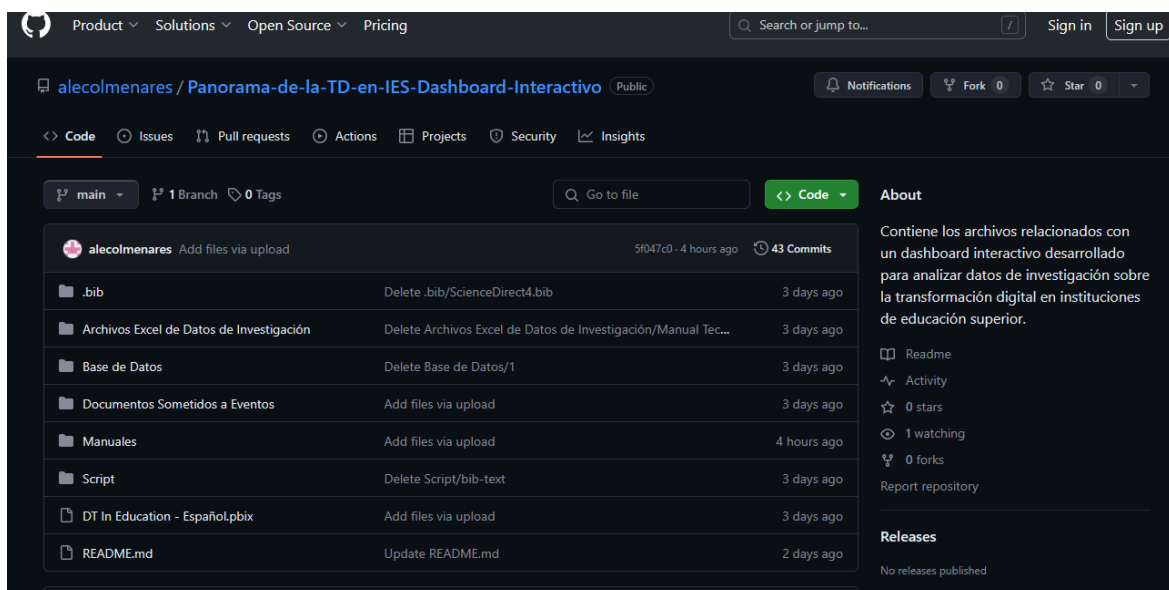 Product Solutions Open Source Pricing Search or jump to... / Sign in Sign up
alecolmenares / Panorama-de-la-TD-en-IES-Dashboard-Interactivo Public Notifications Fork 0 Star 0
Code Issues Pull requests Actions Projects Security Insights
main 1 Branch 0 Tags Go to file Code
alecolmenares Add files via upload 5f047c0 · 4 hours ago 43 Commits
.bib Delete .bib/ScienceDirect4.bib 3 days ago
Archivos Excel de Datos de Investigación Delete Archivos Excel de Datos de Investigación/Manual Tec... 3 days ago
Base de Datos Delete Base de Datos/1 3 days ago
Documentos Sometidos a Eventos Add files via upload 3 days ago
Manuales Add files via upload 4 hours ago
Script Delete Script/bib-text 3 days ago
DT In Education - Español.pbix Add files via upload 3 days ago
README.md Update README.md 2 days ago
About
Contiene los archivos relacionados con
un dashboard interactivo desarrollado
para analizar datos de investigación sobre
la transformación digital en instituciones
de educación superior.
Readme
Activity
0 stars
1 watching
0 forks
Report repository
Releases
No releases published